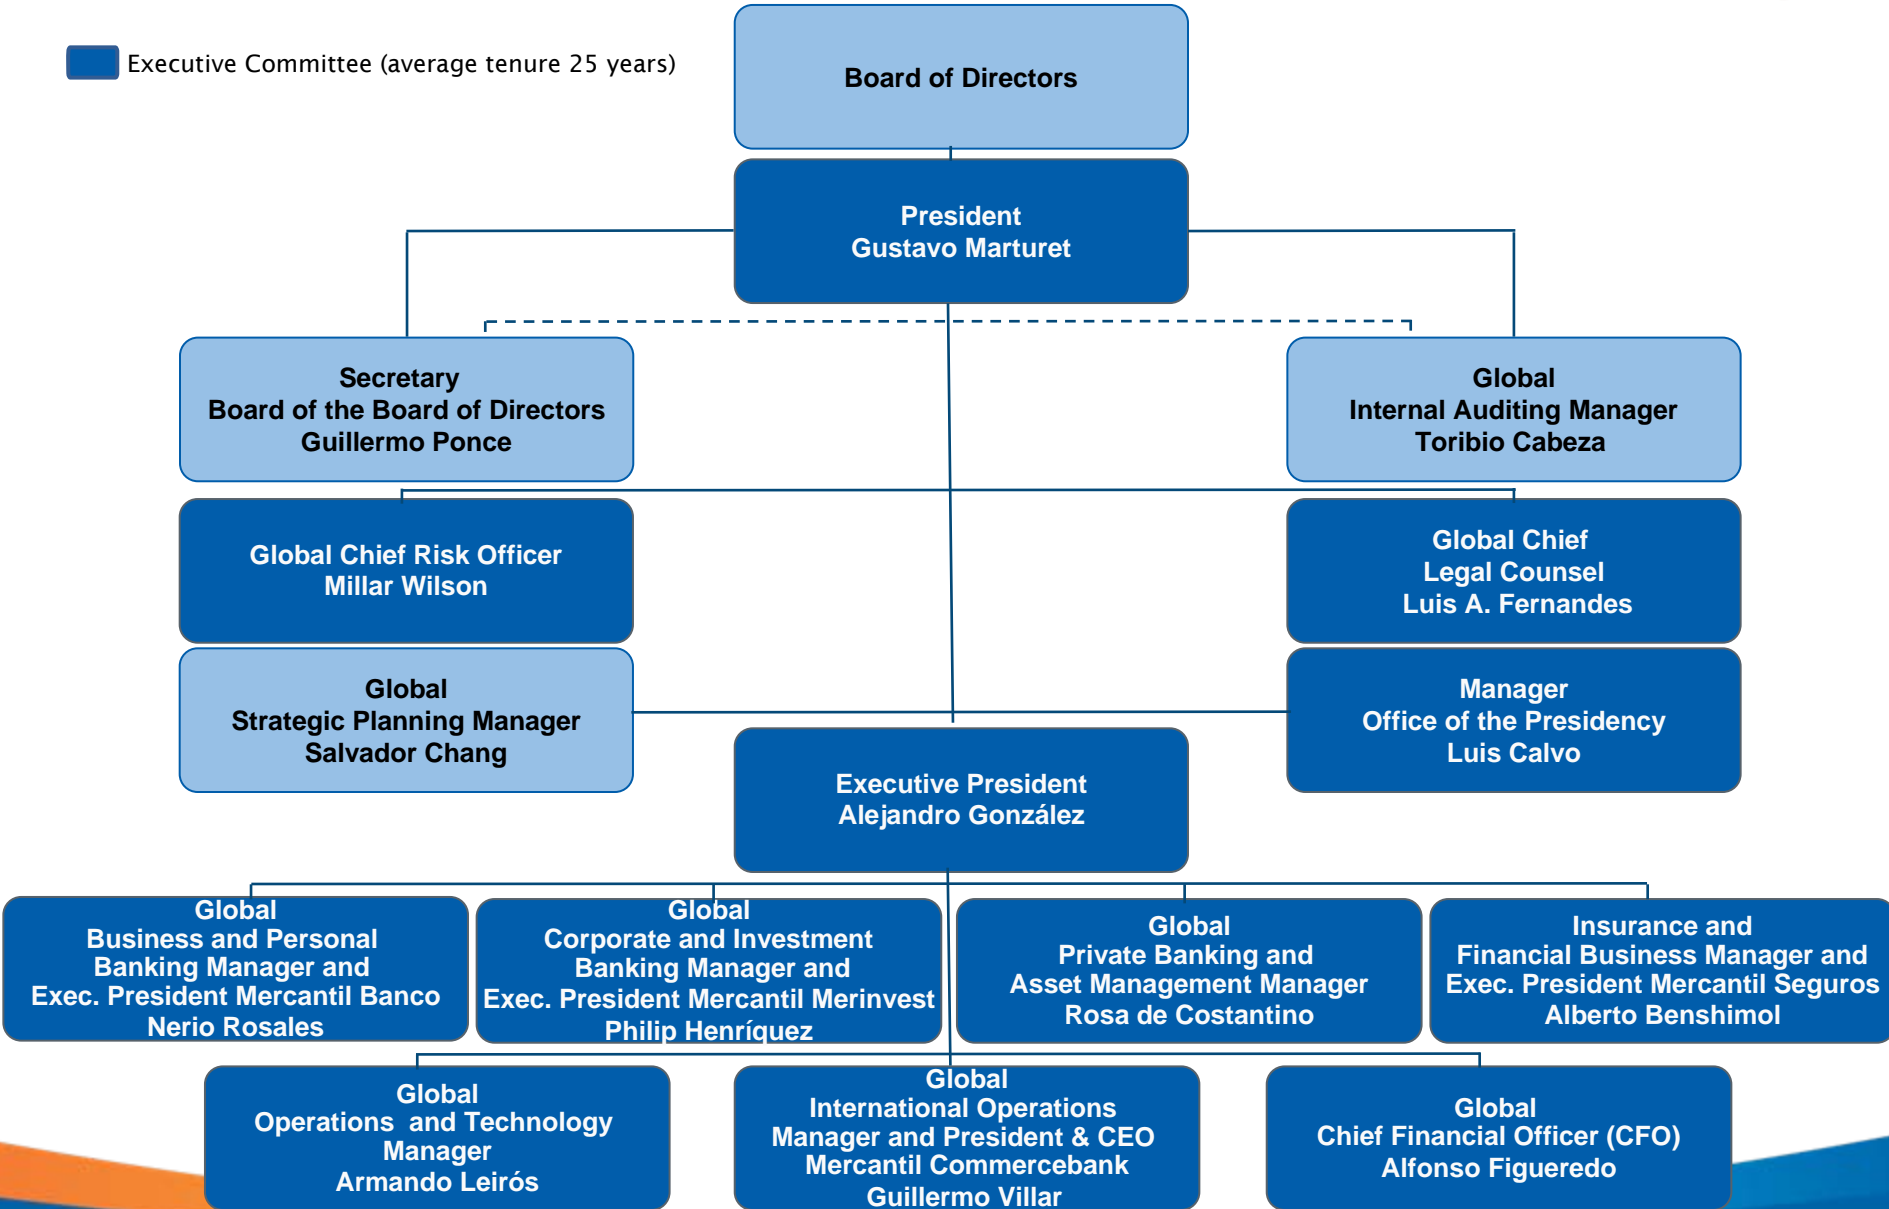 Executive Committee (average tenure 25 years)
Board of Directors
President
Gustavo Marturet
Secretary
Board of the Board of Directors
Guillermo Ponce
Global
Internal Auditing Manager
Toribio Cabeza
Global Chief Risk Officer
Millar Wilson
Global Chief
Legal Counsel
Luis A. Fernandes
Global
Strategic Planning Manager
Salvador Chang
Manager
Office of the Presidency
Luis Calvo
Executive President
Alejandro González
Global
Business and Personal
Banking Manager and
Exec. President Mercantil Banco
Nerio Rosales
Global
Corporate and Investment
Banking Manager and
Exec. President Mercantil Merinvest
Philip Henríquez
Global
Private Banking and
Asset Management Manager
Rosa de Costantino
Insurance and
Financial Business Manager and
Exec. President Mercantil Seguros
Alberto Benshimol
Global
Operations and Technology
Manager
Armando Leirós
Global
International Operations
Manager and President & CEO
Mercantil Commercebank
Guillermo Villar
Global
Chief Financial Officer (CFO)
Alfonso Figueredo